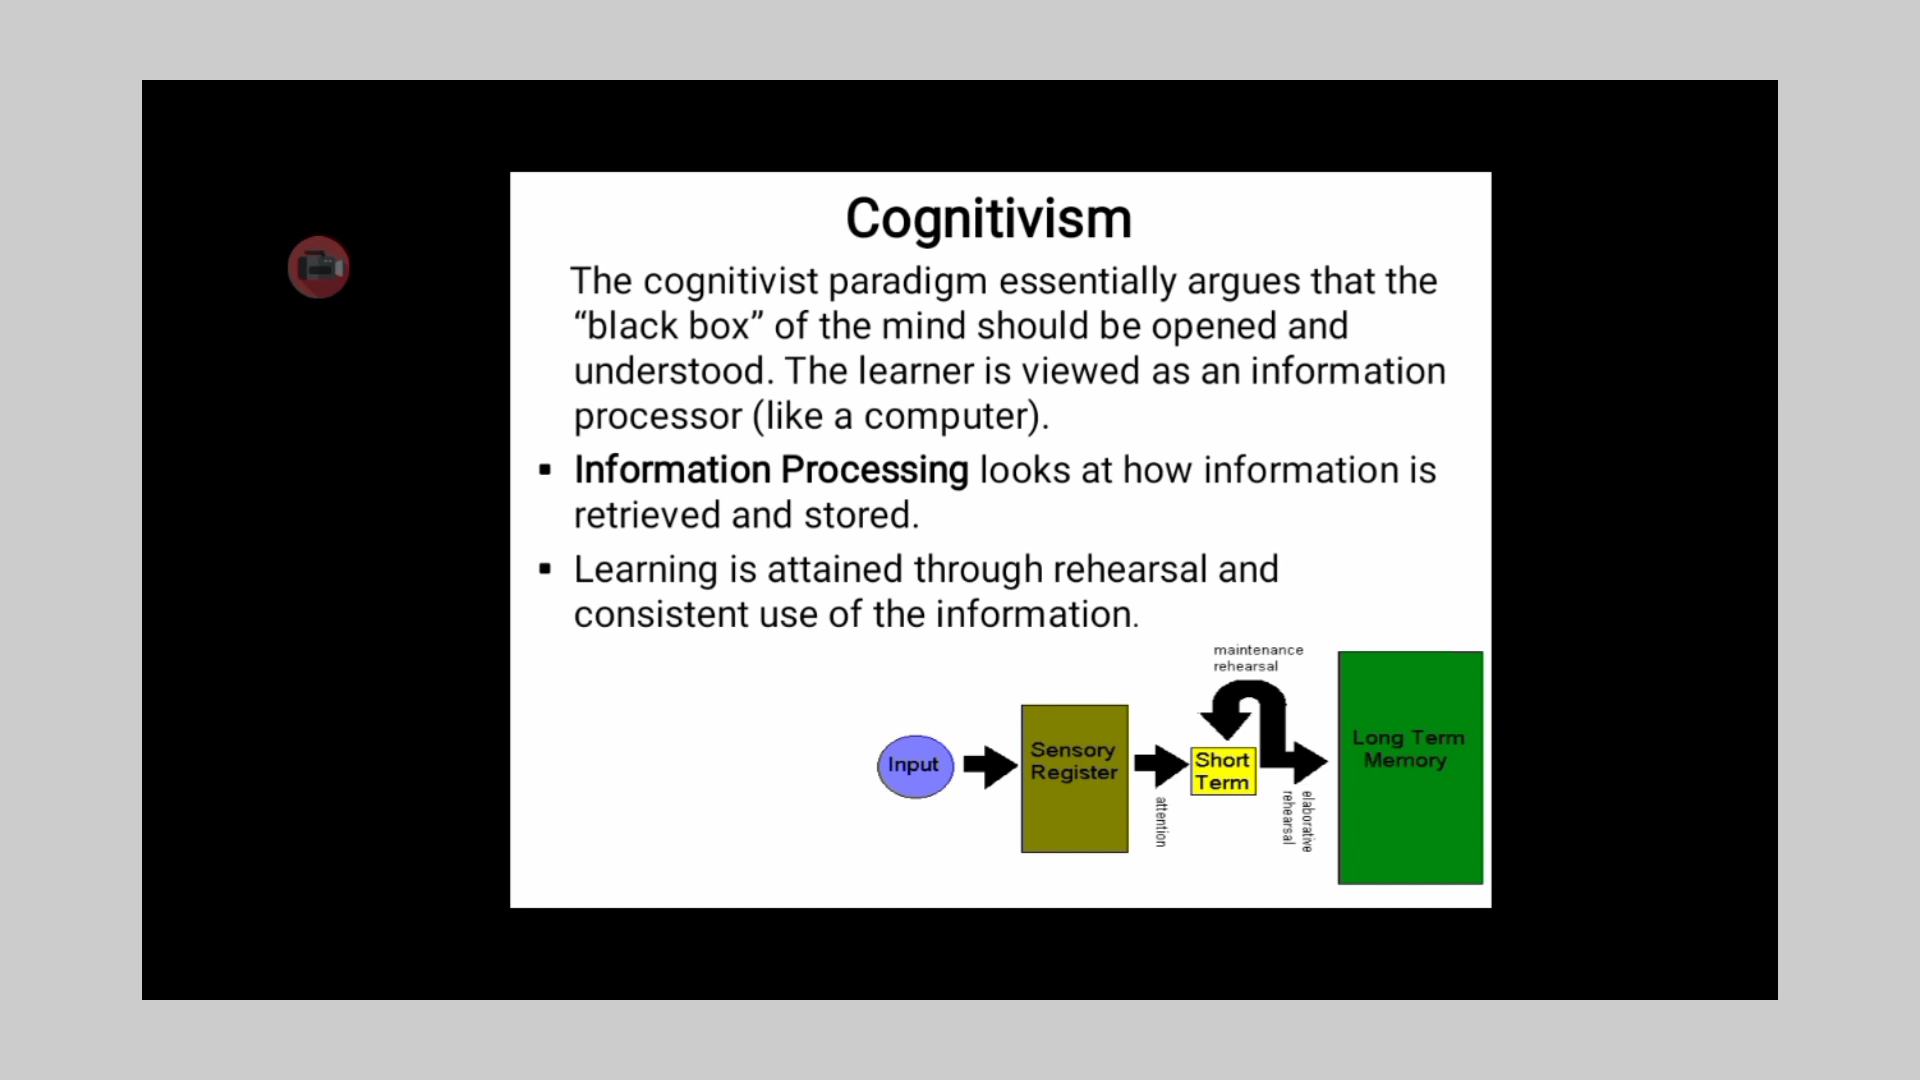 Cognitivism
The cognitivist paradigm essentially argues that the
“black box” of the mind should be opened and
understood. The learner is viewed as an information
processor (like a computer).
▪ Information Processing looks at how information is
retrieved and stored.
▪ Learning is attained through rehearsal and
consistent use of the information.
maintenance
rehearsal
Input
Sensory
Register
attention
Short
Term
elaborative
rehearsal
Long Term
Memory